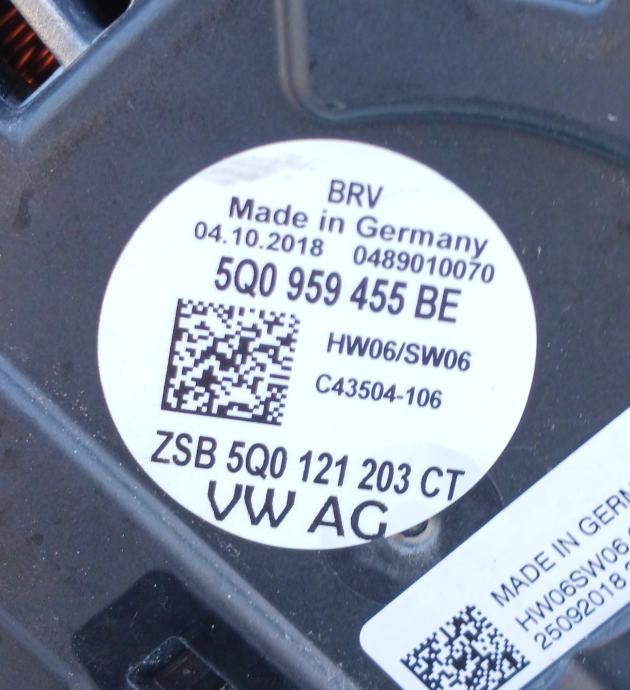 BRV
Made in Germany
04.10.2018 0489010070
5Q0 959 455 BE
HW06/SW06
C43504-106
ZSB 5Q0 121 203 CT
VW AG
MADE IN
HW06SW06
25092018